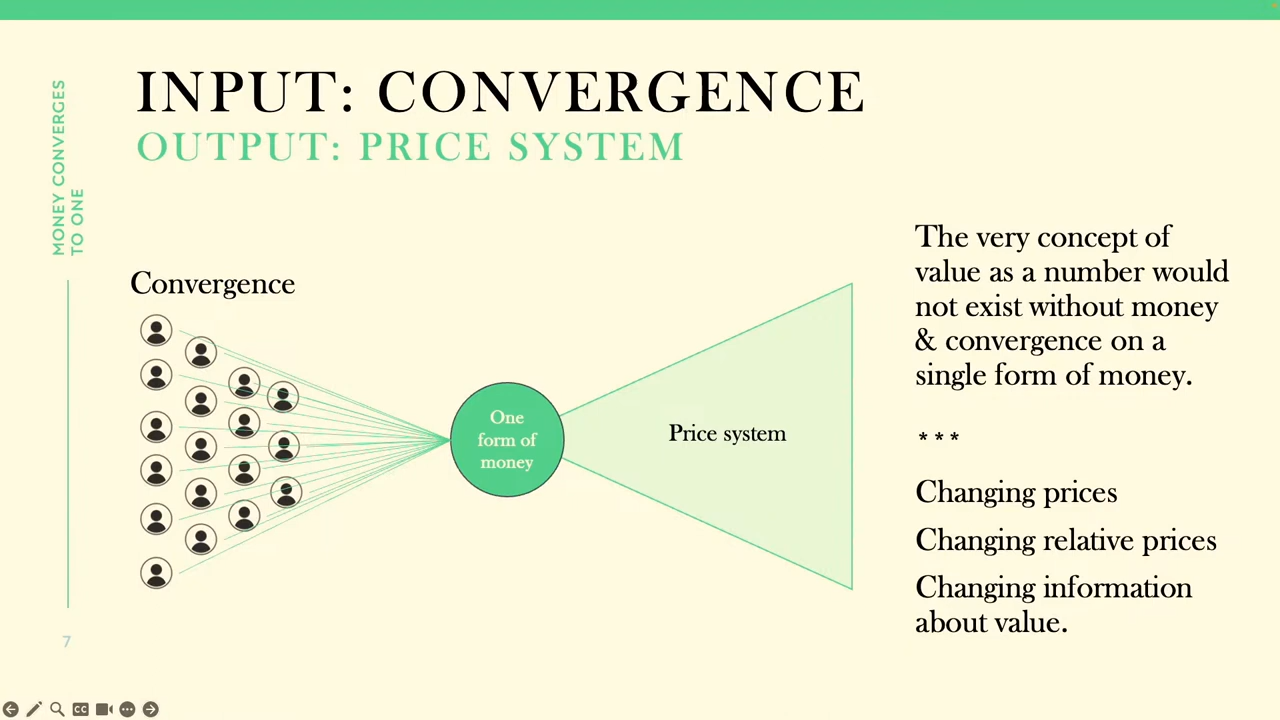 INPUT: CONVERGENCE
OUTPUT: PRICE SYSTEM
MONEY CONVERGES
TO ONE
Convergence
One
form of
money
Price system
The very concept of
value as a number would
not exist without money
& convergence on a
single form of money.
* * *
Changing prices
Changing relative prices
Changing information
about value.
7
CC